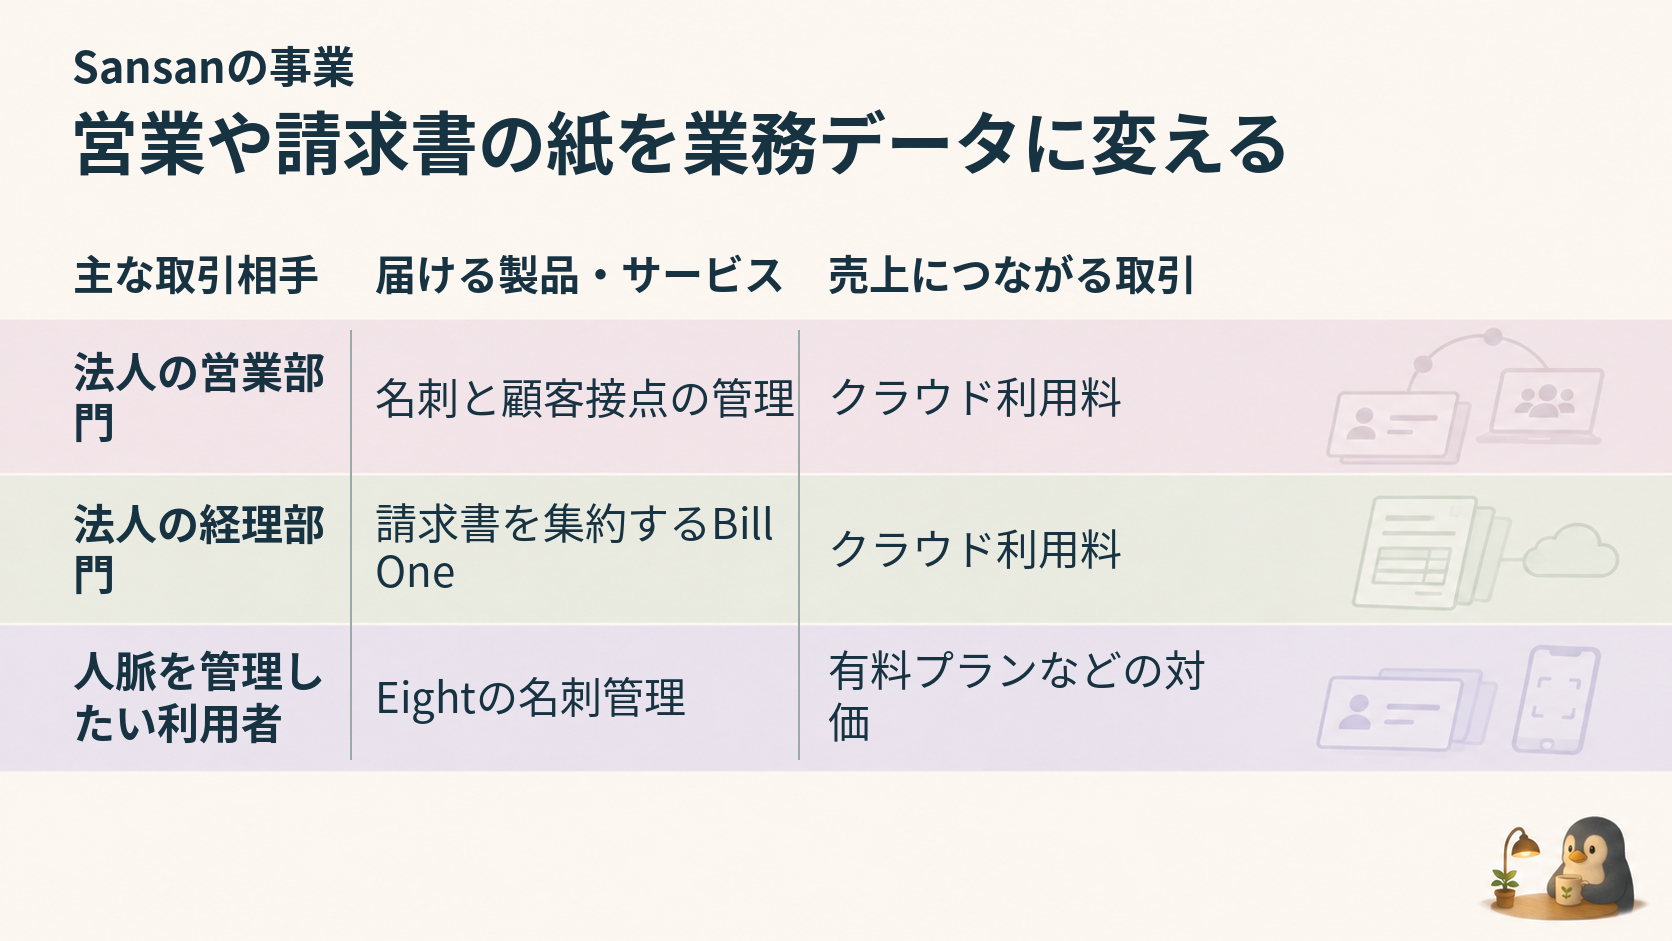 Sansanの事業
営業や請求書の紙を業務データに変える
主な取引相手 届ける製品・サービス 売上につながる取引
法人の営業部
門
名刺と顧客接点の管理
クラウド利用料
法人の経理部
門
請求書を集約するBill
One
クラウド利用料
人脈を管理し
たい利用者
Eightの名刺管理
有料プランなどの対
価